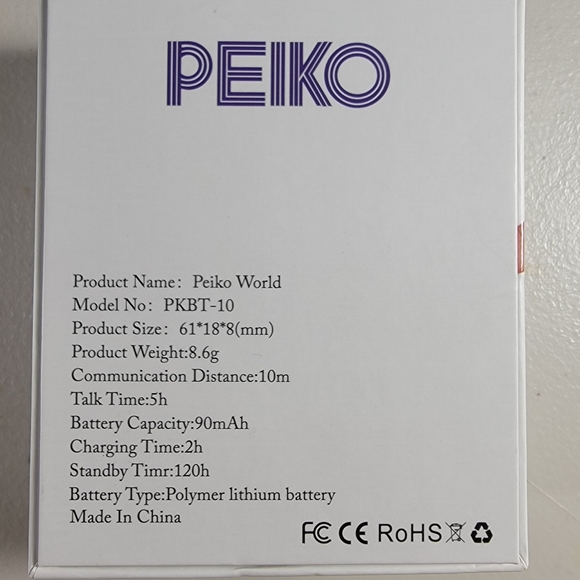 PEIKO
Product Name： Peiko World
Model No： PKBT-10
Product Size： 61*18*8(mm)
Product Weight:8.6g
Communication Distance:10m
Talk Time:5h
Battery Capacity:90mAh
Charging Time:2h
Standby Timr:120h
Battery Type:Polymer lithium battery
Made In China
FC CE RoHS